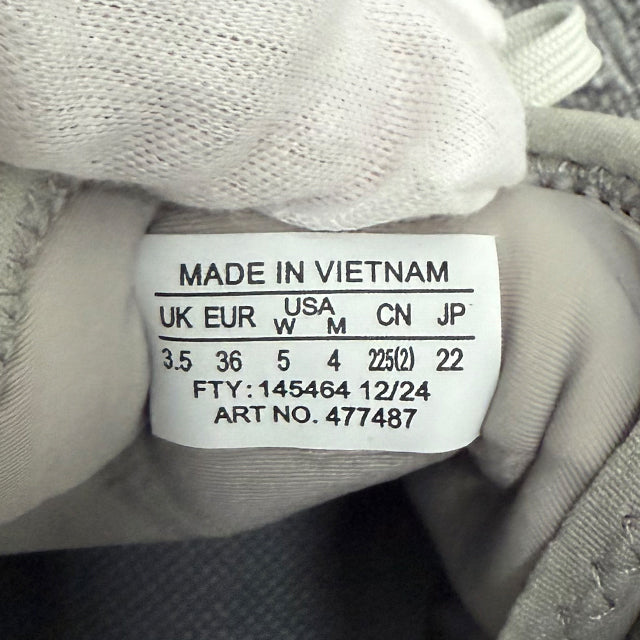 MADE IN VIETNAM
UK EUR USA W M CN JP
3.5 36 5 4 225(2) 22
FTY: 145464 12/24
ART NO. 477487